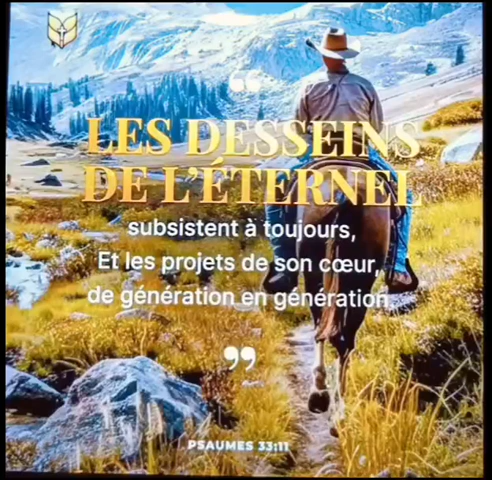 “
LES DESSEINS
DE L'ÉTERNEL
subsistent à toujours,
Et les projets de son cœur,
de génération en génération.
”
PSAUMES 33:11